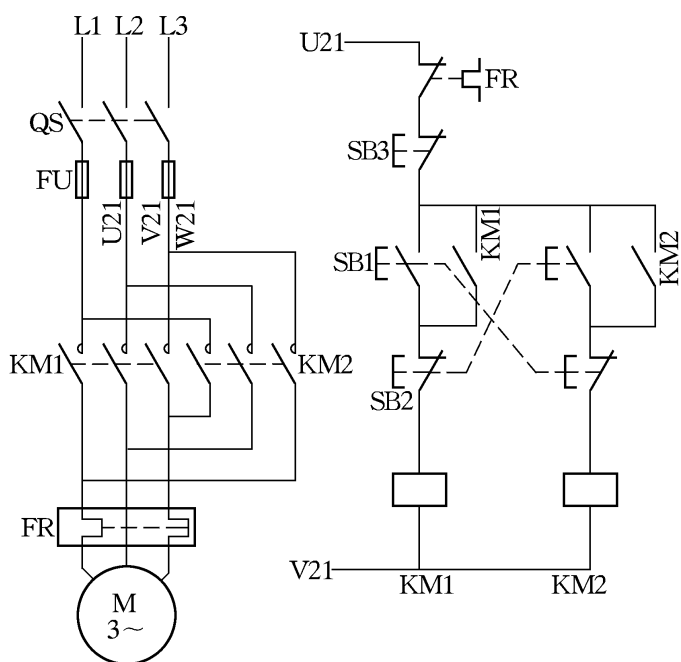 L1 L2 L3
QS
FU
U21
V21
W21
KM1
KM2
FR
M
3～
U21
FR
SB3
SB1
KM1
KM2
SB2
V21
KM1
KM2